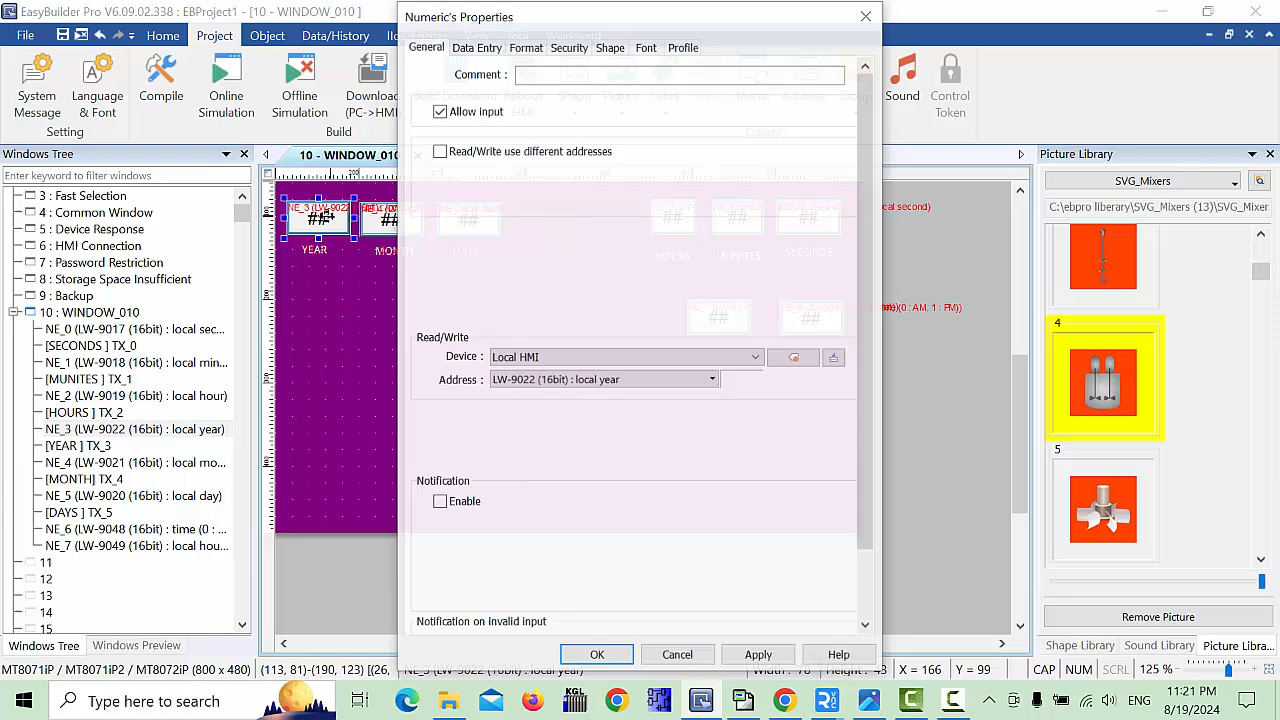 EasyBuilder Pro V6.09.02.338 : EBProject1 - [10 - WINDOW_010 ]
File Home Project Object Data/History
System Message
Language & Font
Compile
Online Simulation
Offline Simulation
Download (PC->HMI
Sound
Control Token
Setting
Build
Windows Tree
10 - WINDOW_010
Enter keyword to filter windows
3 : Fast Selection
4 : Common Window
5 : Device Response
6 : HMI Connection
7 : Password Restriction
8 : Storage Space Insufficient
9 : Backup
10 : WINDOW_010
NE_0 (LW-9017 (16bit) : local sec...
[SECONDS ] TX_0
NE_1 (LW-9018 (16bit) : local min...
[MUNITES ] TX_1
NE_2 (LW-9019 (16bit) : local hour)
[HOURS ] TX_2
NE_3 (LW-9022 (16bit) : local year)
[YEAR ] TX_3
NE_4 (LW-9021 (16bit) : local mo...
[MONTH] TX_4
NE_5 (LW-9020 (16bit) : local day)
[DAYS ] TX_5
NE_6 (LW-9048 (16bit) : time (0 : ...
NE_7 (LW-9049 (16bit) : local hou...
11
12
13
14
15
Windows Tree Windows Preview
NE_3 (LW-9022
## ##
YEAR MONTH
Numeric's Properties
General Data Entry Format Security Shape Font Profile
Comment :
Allow input
Read/Write use different addresses
## ## ## ##
HOURS MUNITES SECONDS
cal second)
## ##
(0 : AM, 1 : PM))
Read/Write
Device : Local HMI
Address : LW-9022 (16bit) : local year
Notification
Enable
Notification on invalid input
OK Cancel Apply Help
Picture Library
SVG_Mixers
C:\ebpro\library\SVG_Mixers (13)\SVG_Mixer
4
5
Replace Picture
Shape Library Sound Library Picture Libra...
MT8071iP / MT8071iP2 / MT8072iP (800 x 480) (113, 81)-(190, 123) [(26, X = 166 Y = 99 CAP NUM SCRL 125 %
Type here to search
ENG
11:21 PM
8/19/2024